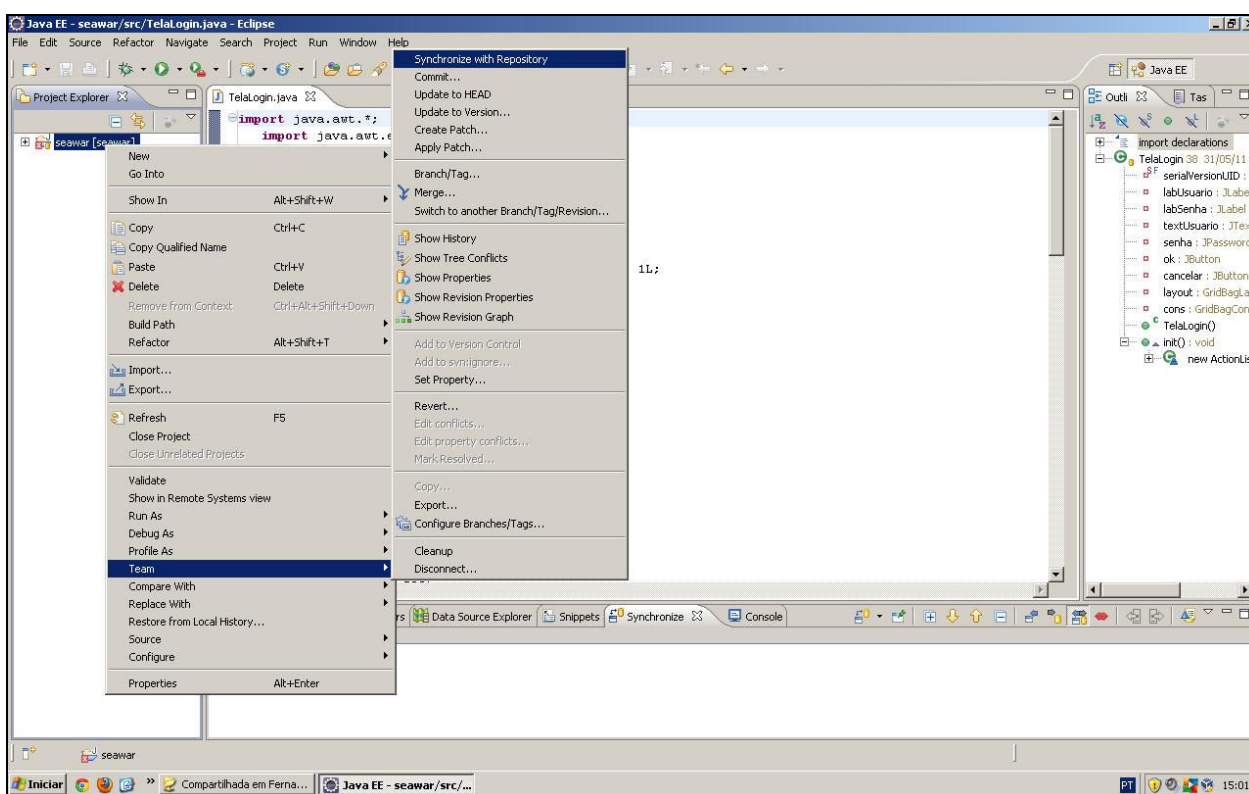 Java EE - seawar/src/TelaLogin.java - Eclipse
File Edit Source Refactor Navigate Search Project Run Window Help
Java EE
Project Explorer
TelaLogin.java
Outli
Tas
seawar [seawar]
import java.awt.*;
import java.awt.e
1L;
New
Go Into
Show In Alt+Shift+W
Copy Ctrl+C
Copy Qualified Name
Paste Ctrl+V
Delete Delete
Remove from Context Ctrl+Alt+Shift+Down
Build Path
Refactor Alt+Shift+T
Import...
Export...
Refresh F5
Close Project
Close Unrelated Projects
Validate
Show in Remote Systems view
Run As
Debug As
Profile As
Team
Compare With
Replace With
Restore from Local History...
Source
Configure
Properties Alt+Enter
Synchronize with Repository
Commit...
Update to HEAD
Update to Version...
Create Patch...
Apply Patch...
Branch/Tag...
Merge...
Switch to another Branch/Tag/Revision...
Show History
Show Tree Conflicts
Show Properties
Show Revision Properties
Show Revision Graph
Add to Version Control
Add to svn:ignore...
Set Property...
Revert...
Edit conflicts...
Edit property conflicts...
Mark Resolved...
Copy...
Export...
Configure Branches/Tags...
Cleanup
Disconnect...
import declarations
TelaLogin 38 31/05/11
serialVersionUID :
labUsuario : JLabe
labSenha : JLabel
textUsuario : JTex
senha : JPassword
ok : JButton
cancelar : JButton
layout : GridBagLa
cons : GridBagCon
TelaLogin()
init() : void
new ActionLis
rs Data Source Explorer Snippets Synchronize Console
seawar
Iniciar » Compartilhada em Ferna... Java EE - seawar/src/... PT 15:01